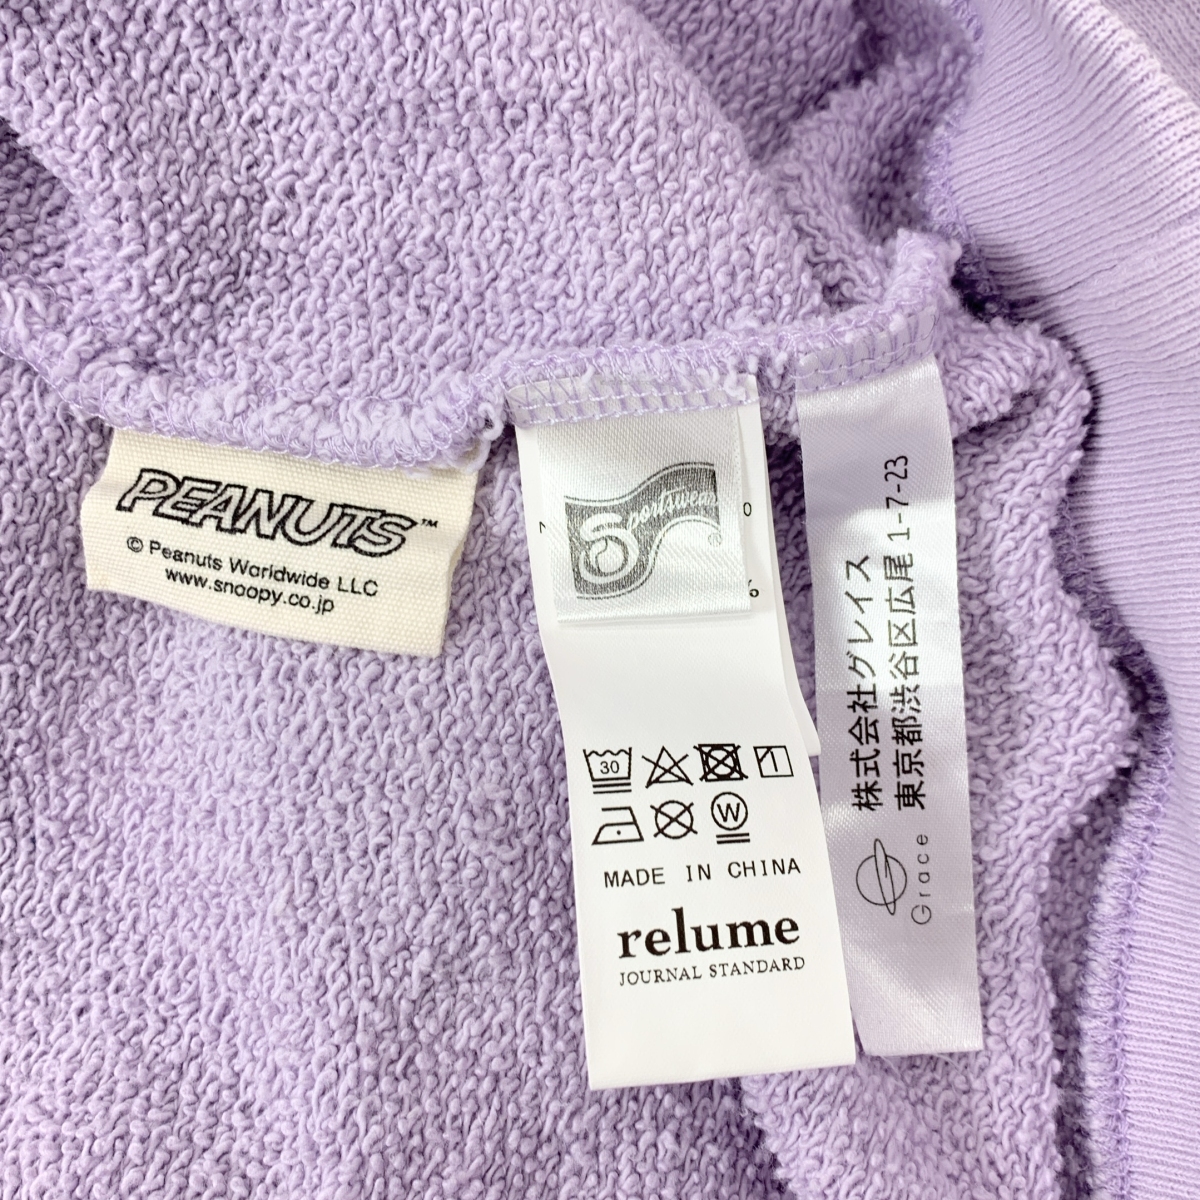 PEANUTS™
© Peanuts Worldwide LLC
www.snoopy.co.jp
Sportswear
30
W
MADE IN CHINA
relume
JOURNAL STANDARD
株式会社グレイス
東京都渋谷区広尾1-7-23
Grace